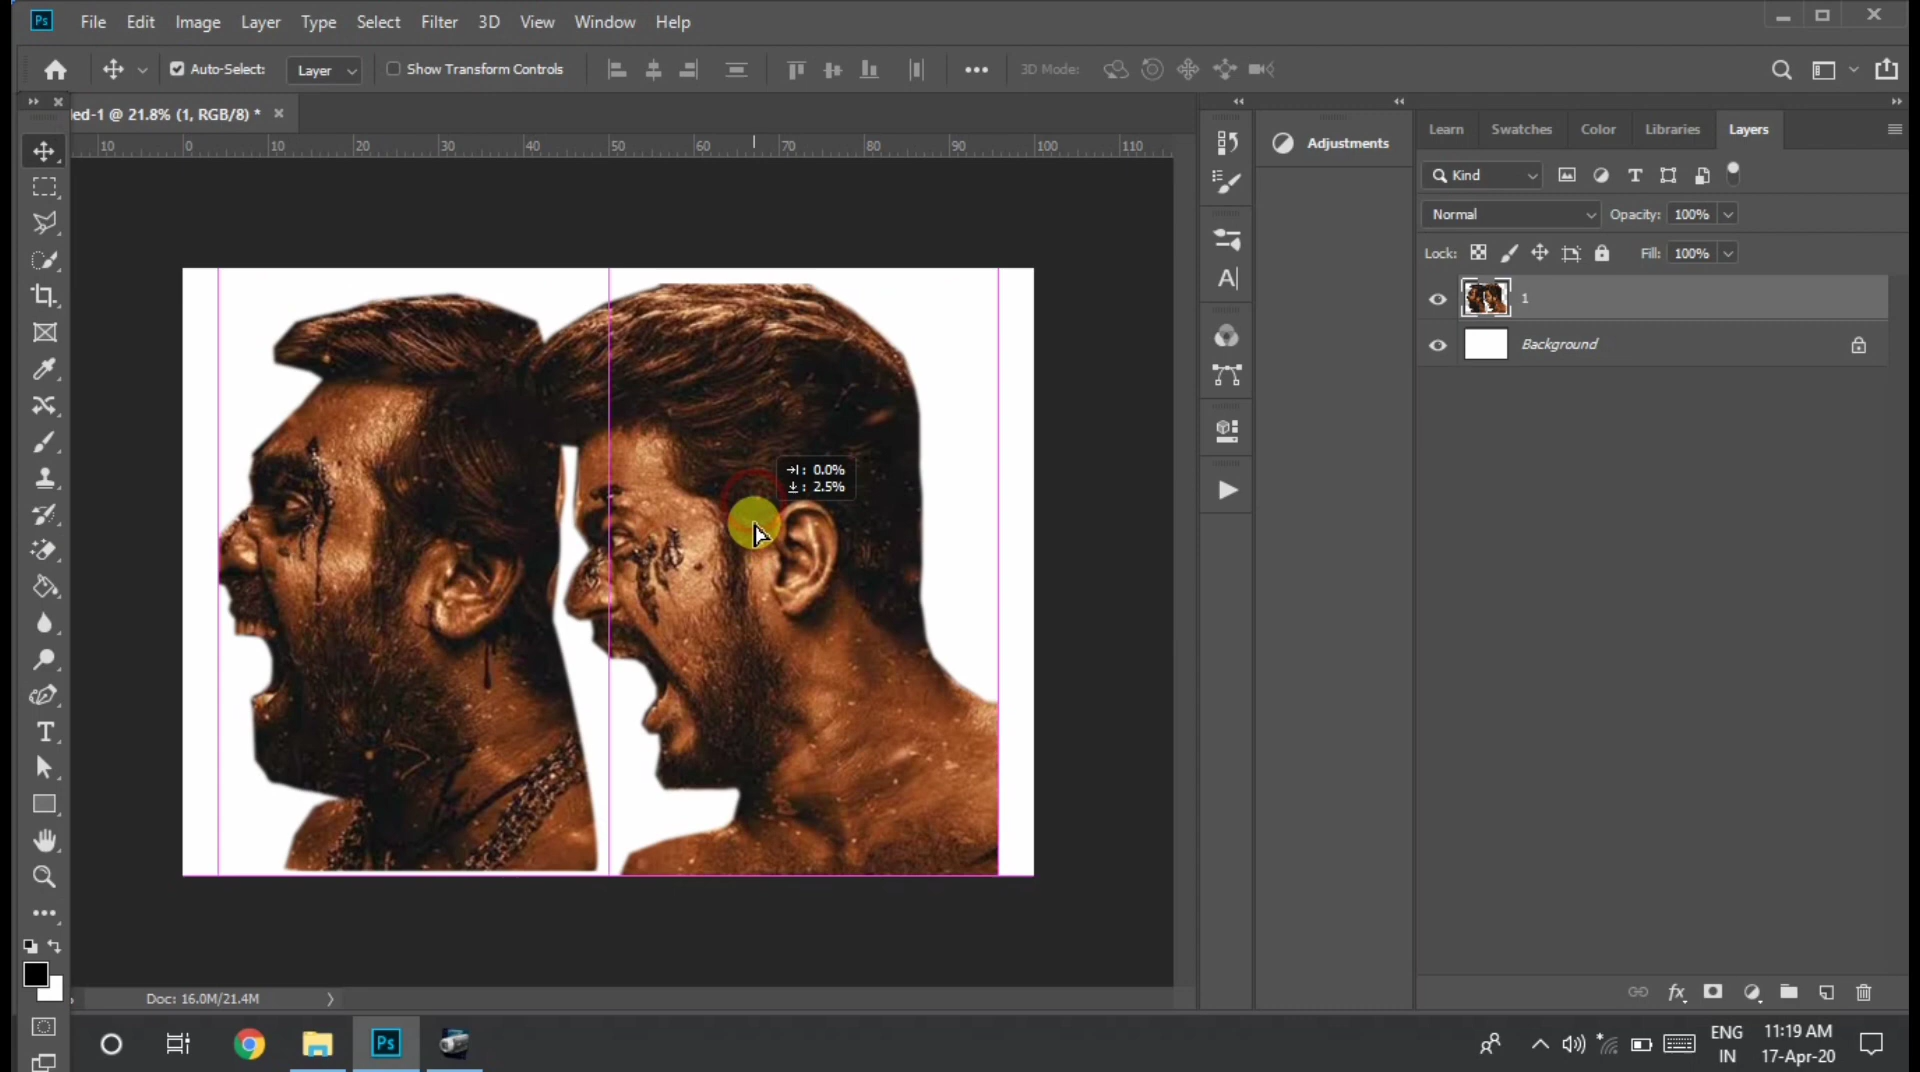 Ps File Edit Image Layer Type Select Filter 3D View Window Help
Auto-Select: Layer Show Transform Controls 3D Mode:
led-1 @ 21.8% (1, RGB/8) * ×
10 0 10 20 30 40 50 60 70 80 90 100 110
Adjustments
Learn Swatches Color Libraries Layers
Kind
Normal Opacity: 100%
Lock: Fill: 100%
1
Background
→|: 0.0%
↓: 2.5%
Doc: 16.0M/21.4M
fx
Ps
ENG
IN
11:19 AM
17-Apr-20